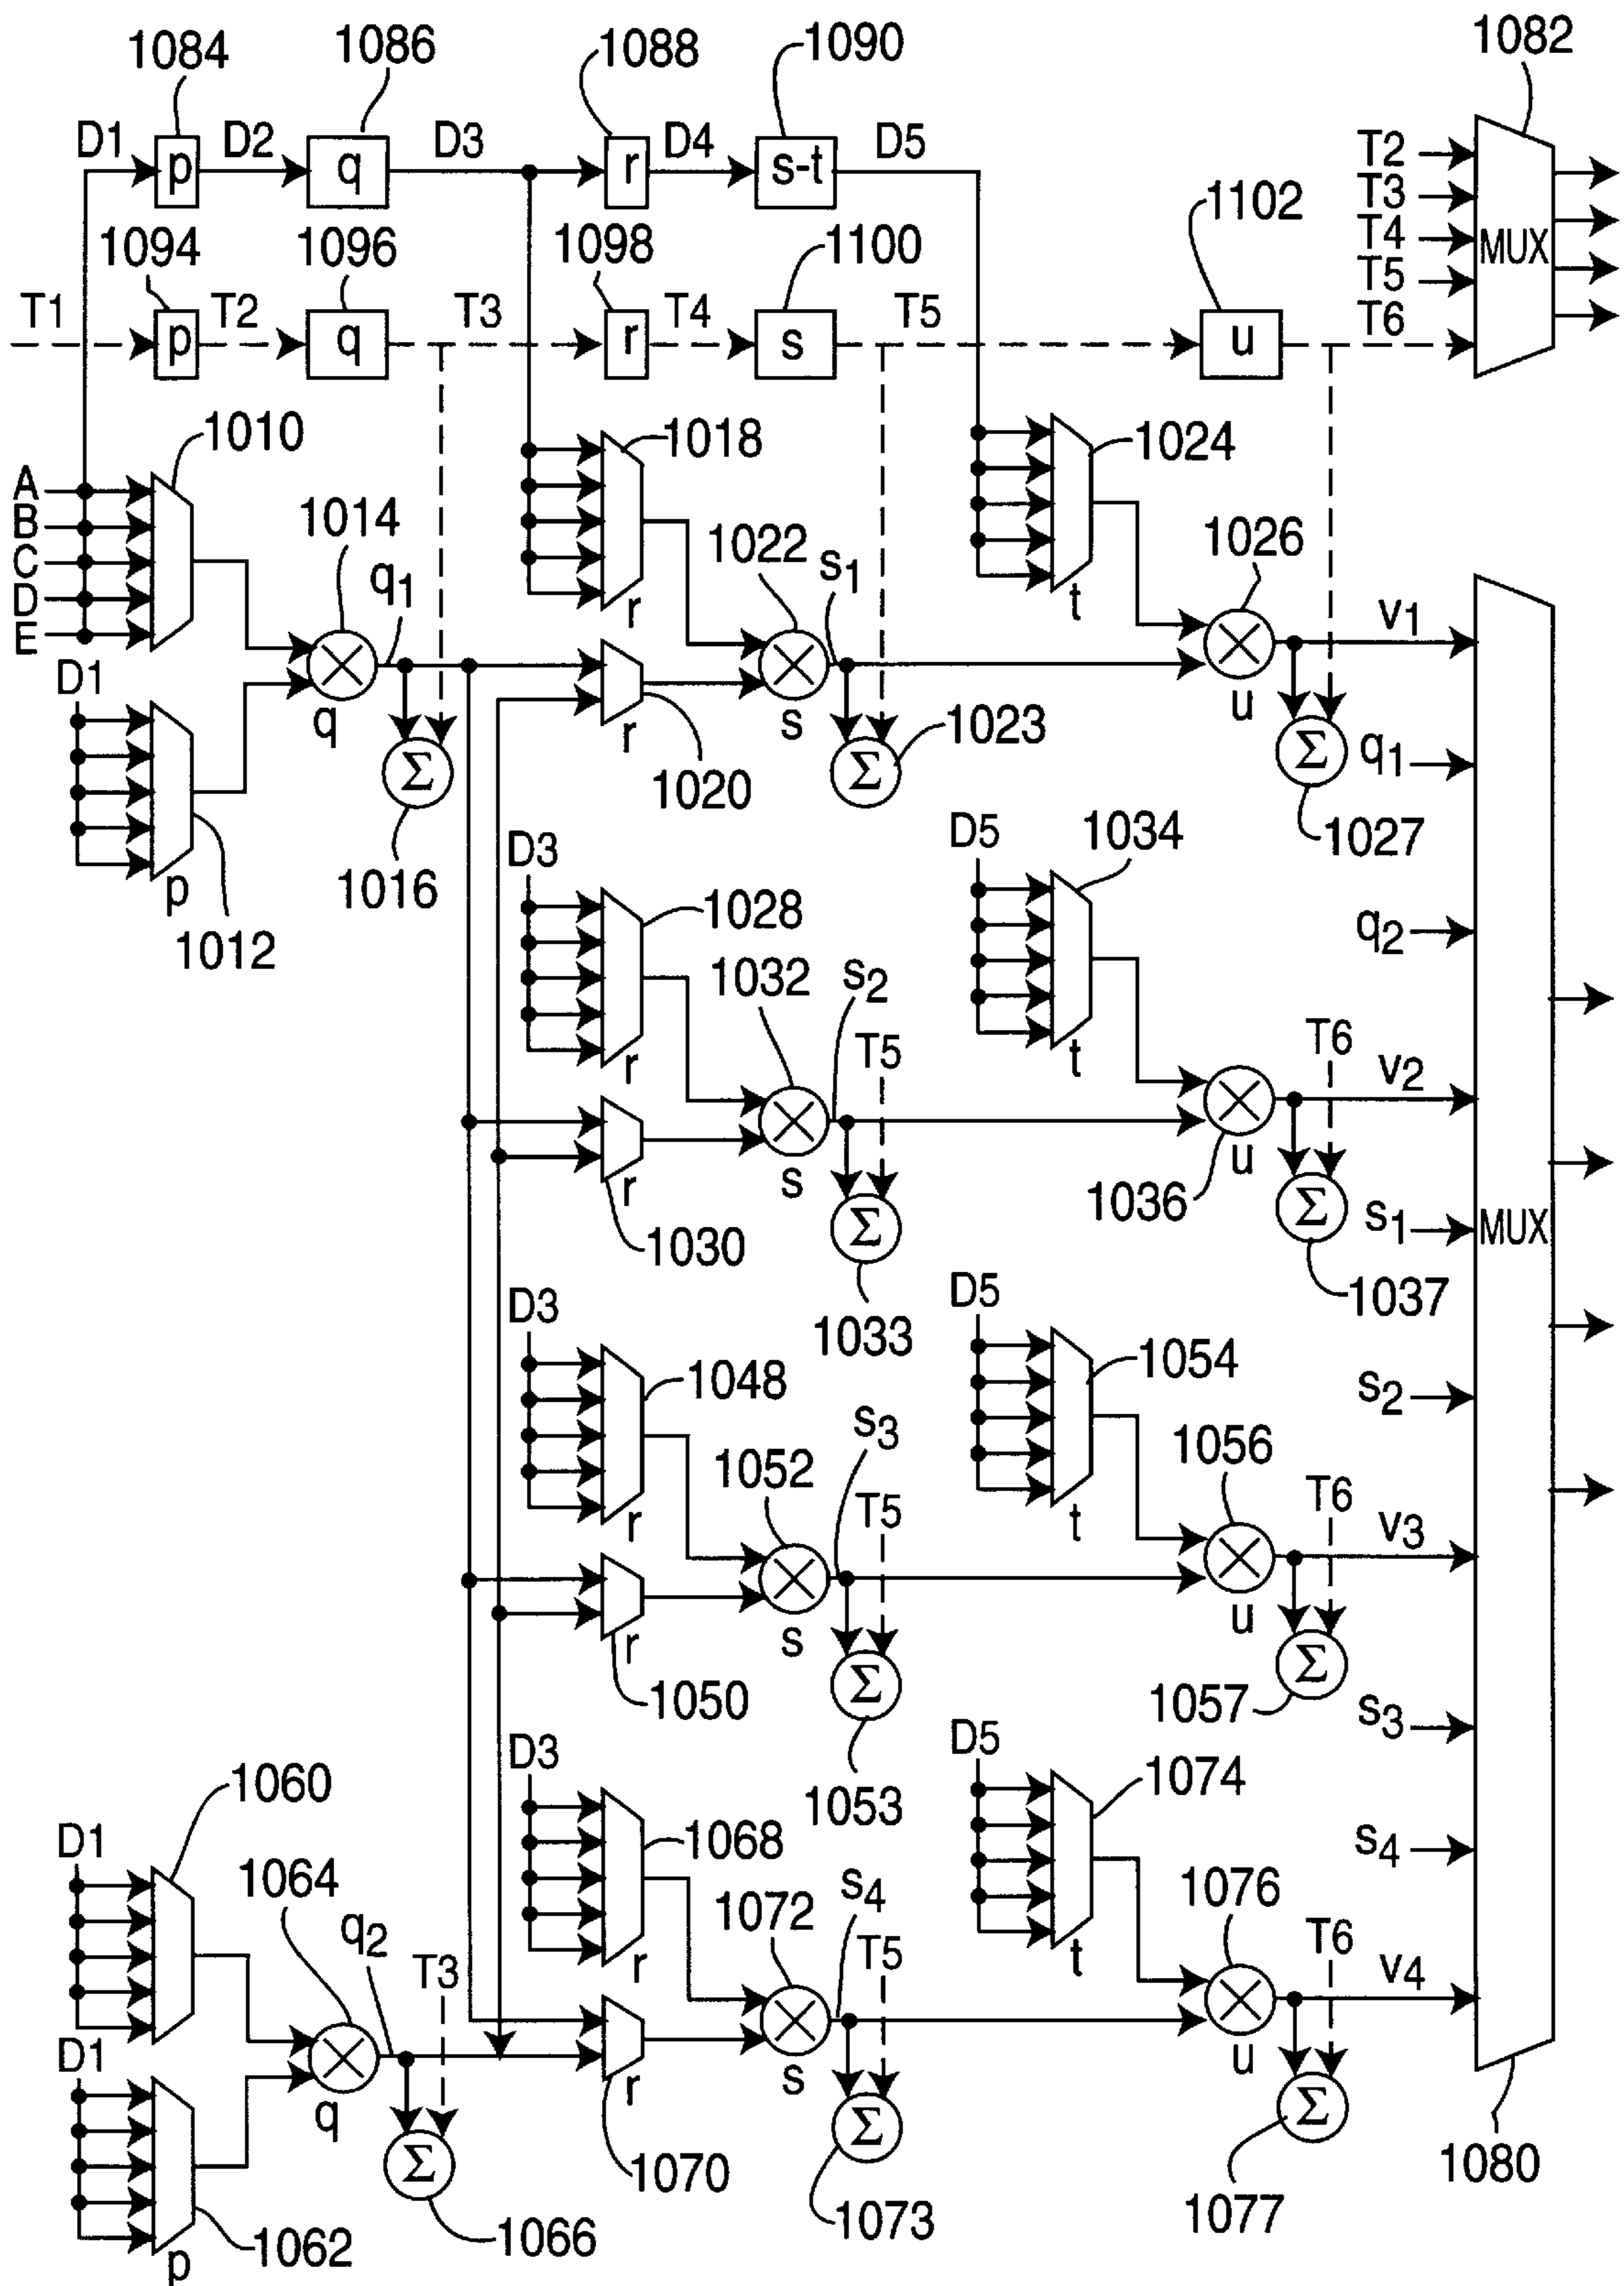 1084 1086 1088 1090 1082
D1 p D2 q D3 r D4 s-t D5
T2
T3
T4 MUX
T5
T6
1094 1096 1098 1100 1102
T1 p T2 q T3 r T4 s T5 u
1010 1018 1024
A
B
C
D
E
1014 q1 1022 s1 1026 v1
r t
D1 q r s u
1020 1023 q1
1016 1027
p
1012
D3 D5 1034
1028 q2
1032 s2 T5 T6 v2
r t
1036 u
r s
1030 s1 MUX
1033 1037
D3 D5
1048 1054 s2
1052 s3 T5 1056 T6 v3
r t
r s u
1050 1057 s3
1053
D3 D5 1074
1060 1068 s4
D1 1064 q2 T3 1072 s4 T5 1076 T6 v4
r t
D1 q r s u
1070 1073 1077 1080
p 1062 1066
Σ
Σ
Σ
Σ
Σ
Σ
Σ
Σ
Σ
Σ